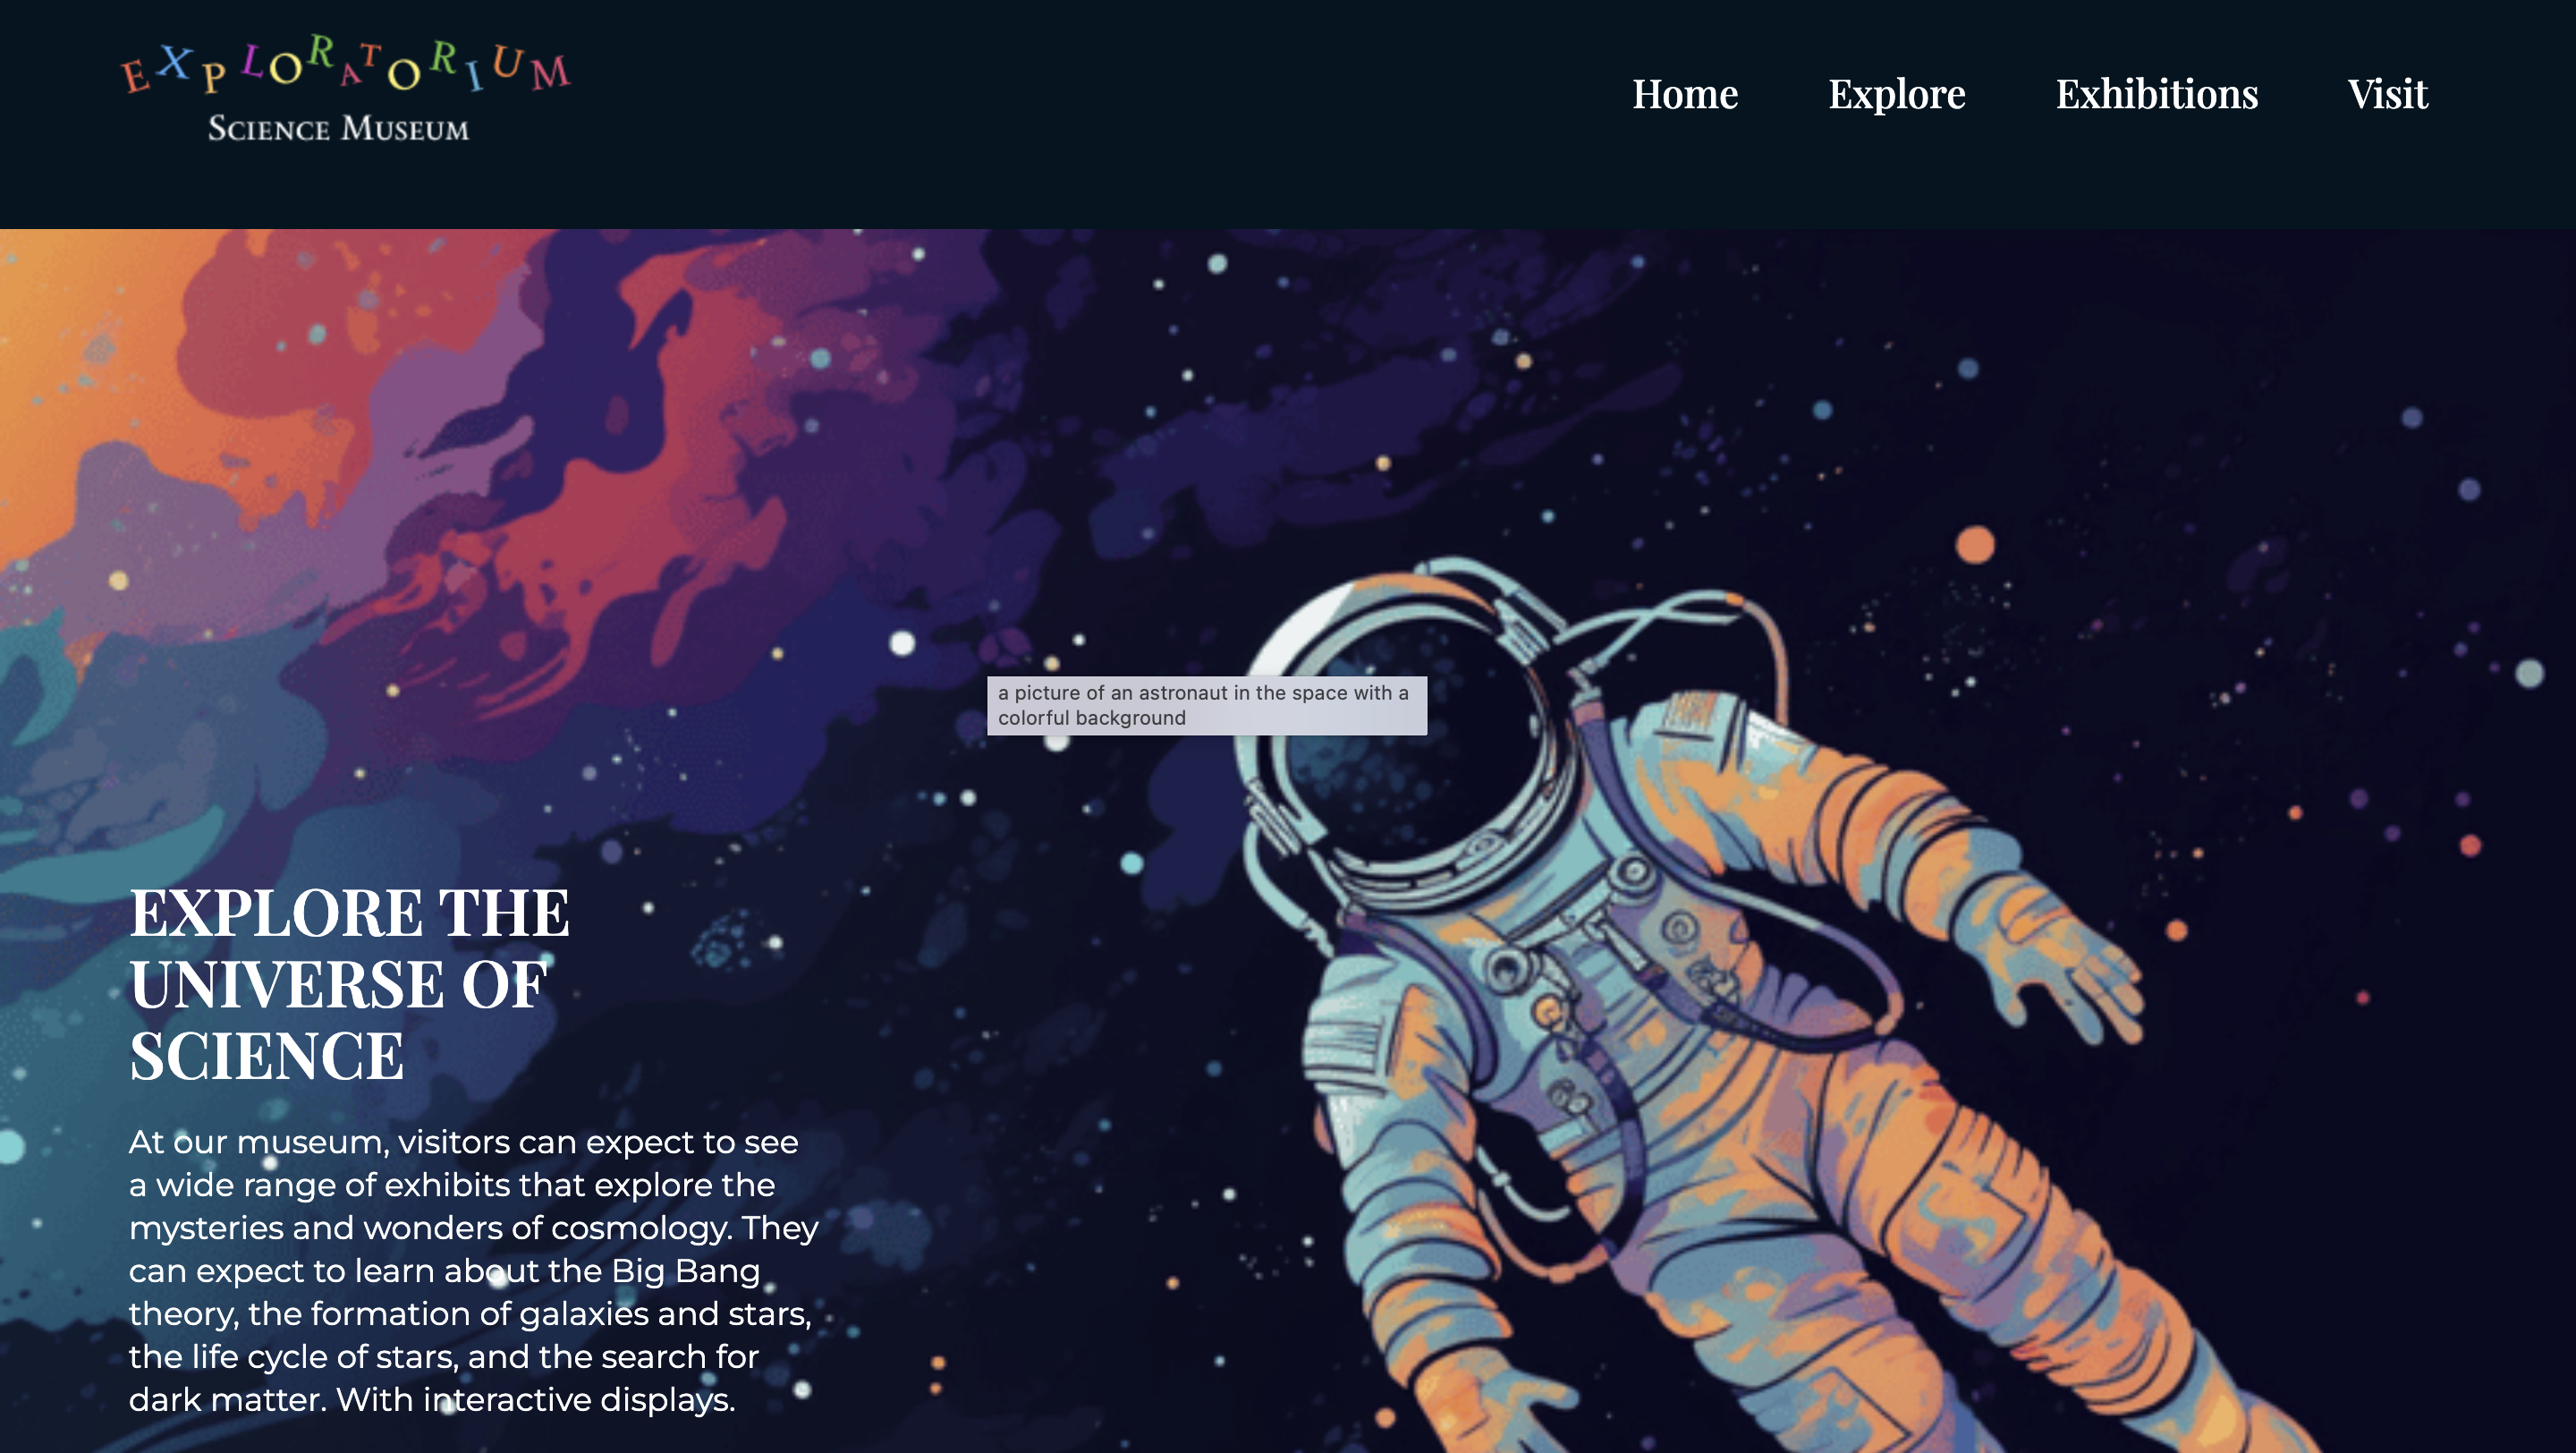 EXPLORATORIUM
SCIENCE MUSEUM
Home Explore Exhibitions Visit
a picture of an astronaut in the space with a
colorful background
EXPLORE THE
UNIVERSE OF
SCIENCE
At our museum, visitors can expect to see
a wide range of exhibits that explore the
mysteries and wonders of cosmology. They
can expect to learn about the Big Bang
theory, the formation of galaxies and stars,
the life cycle of stars, and the search for
dark matter. With interactive displays.